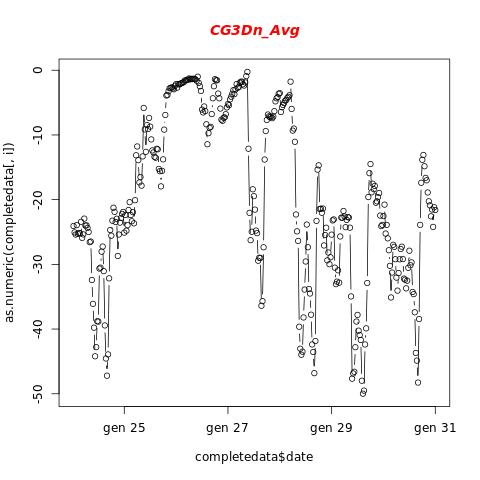 CG3Dn_Avg
as.numeric(completedata[, i])
0
-10
-20
-30
-40
-50
gen 25
gen 27
gen 29
gen 31
completedata$date